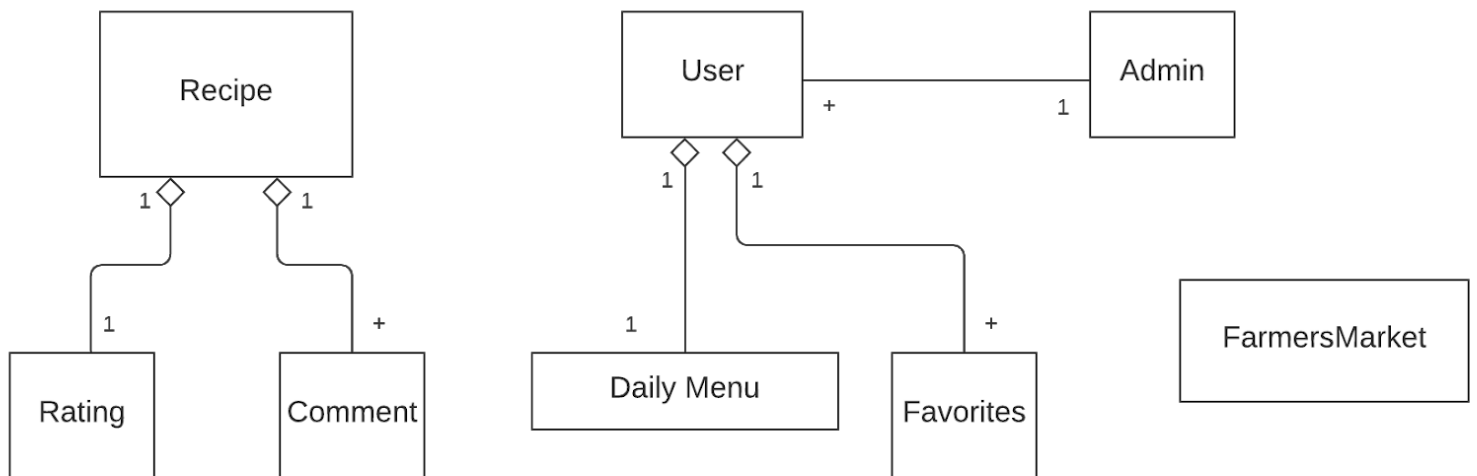 Recipe
User
Admin
+
1
1
1
1
1
1
+
1
+
Rating
Comment
Daily Menu
Favorites
FarmersMarket